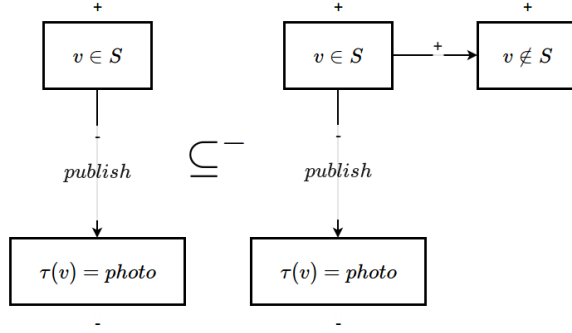 + + +
v ∈ S v ∈ S + v ∉ S
- -
publish ⊆⁻ publish
τ(v) = photo τ(v) = photo
- -